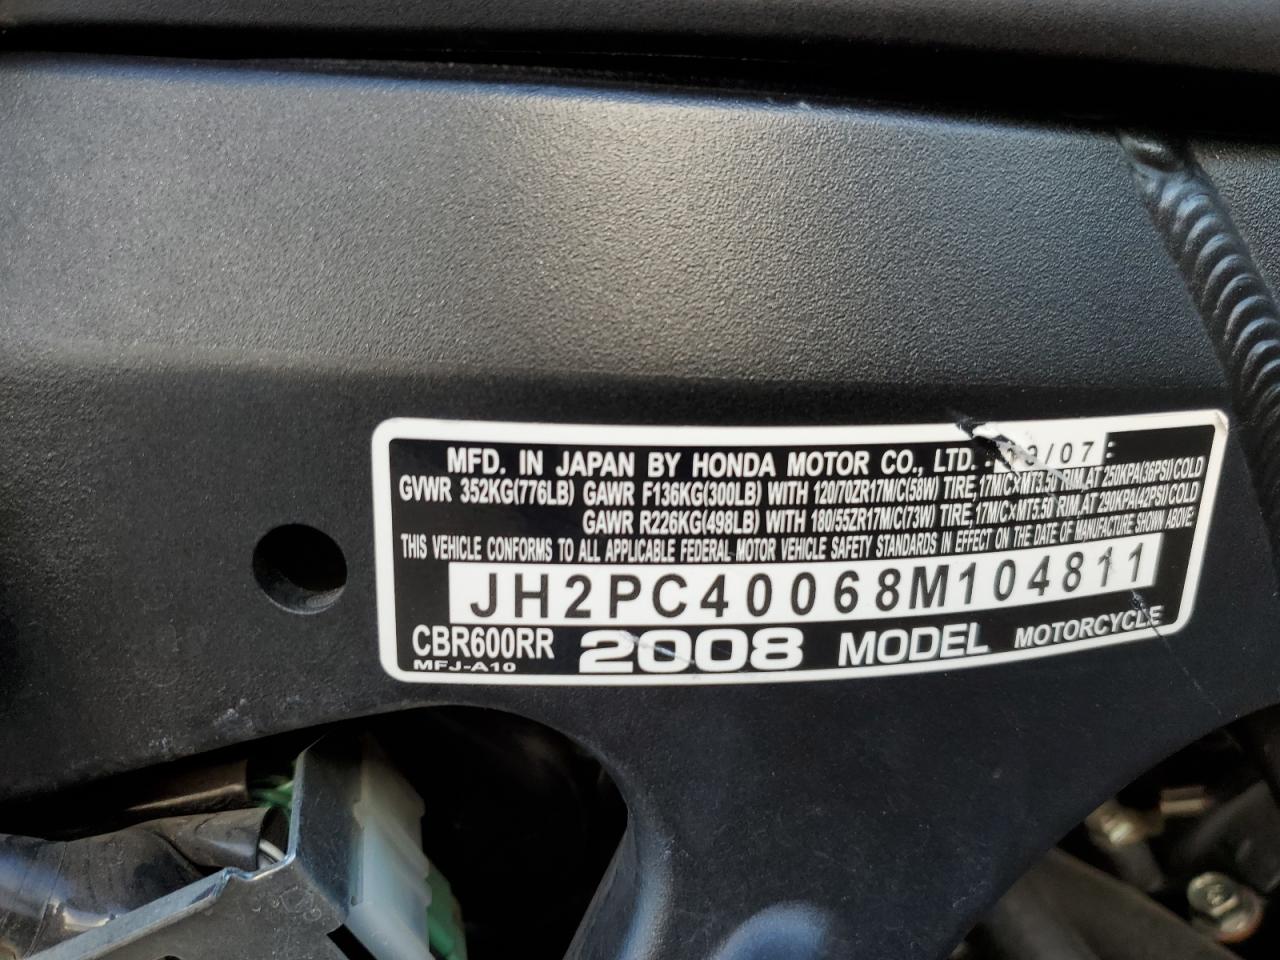 MFD. IN JAPAN BY HONDA MOTOR CO., LTD. /07
GVWR 352KG(776LB) GAWR F136KG(300LB) WITH 120/70ZR17M/C(58W) TIRE, 17M/C×MT3.50 RIM, AT 250KPA(36PSI) COLD
GAWR R226KG(498LB) WITH 180/55ZR17M/C(73W) TIRE, 17M/C×MT5.50 RIM, AT 290KPA(42PSI) COLD
THIS VEHICLE CONFORMS TO ALL APPLICABLE FEDERAL MOTOR VEHICLE SAFETY STANDARDS IN EFFECT ON THE DATE OF MANUFACTURE SHOWN ABOVE.
JH2PC40068M104811
CBR600RR 2008 MODEL MOTORCYCLE
MFJ-A10